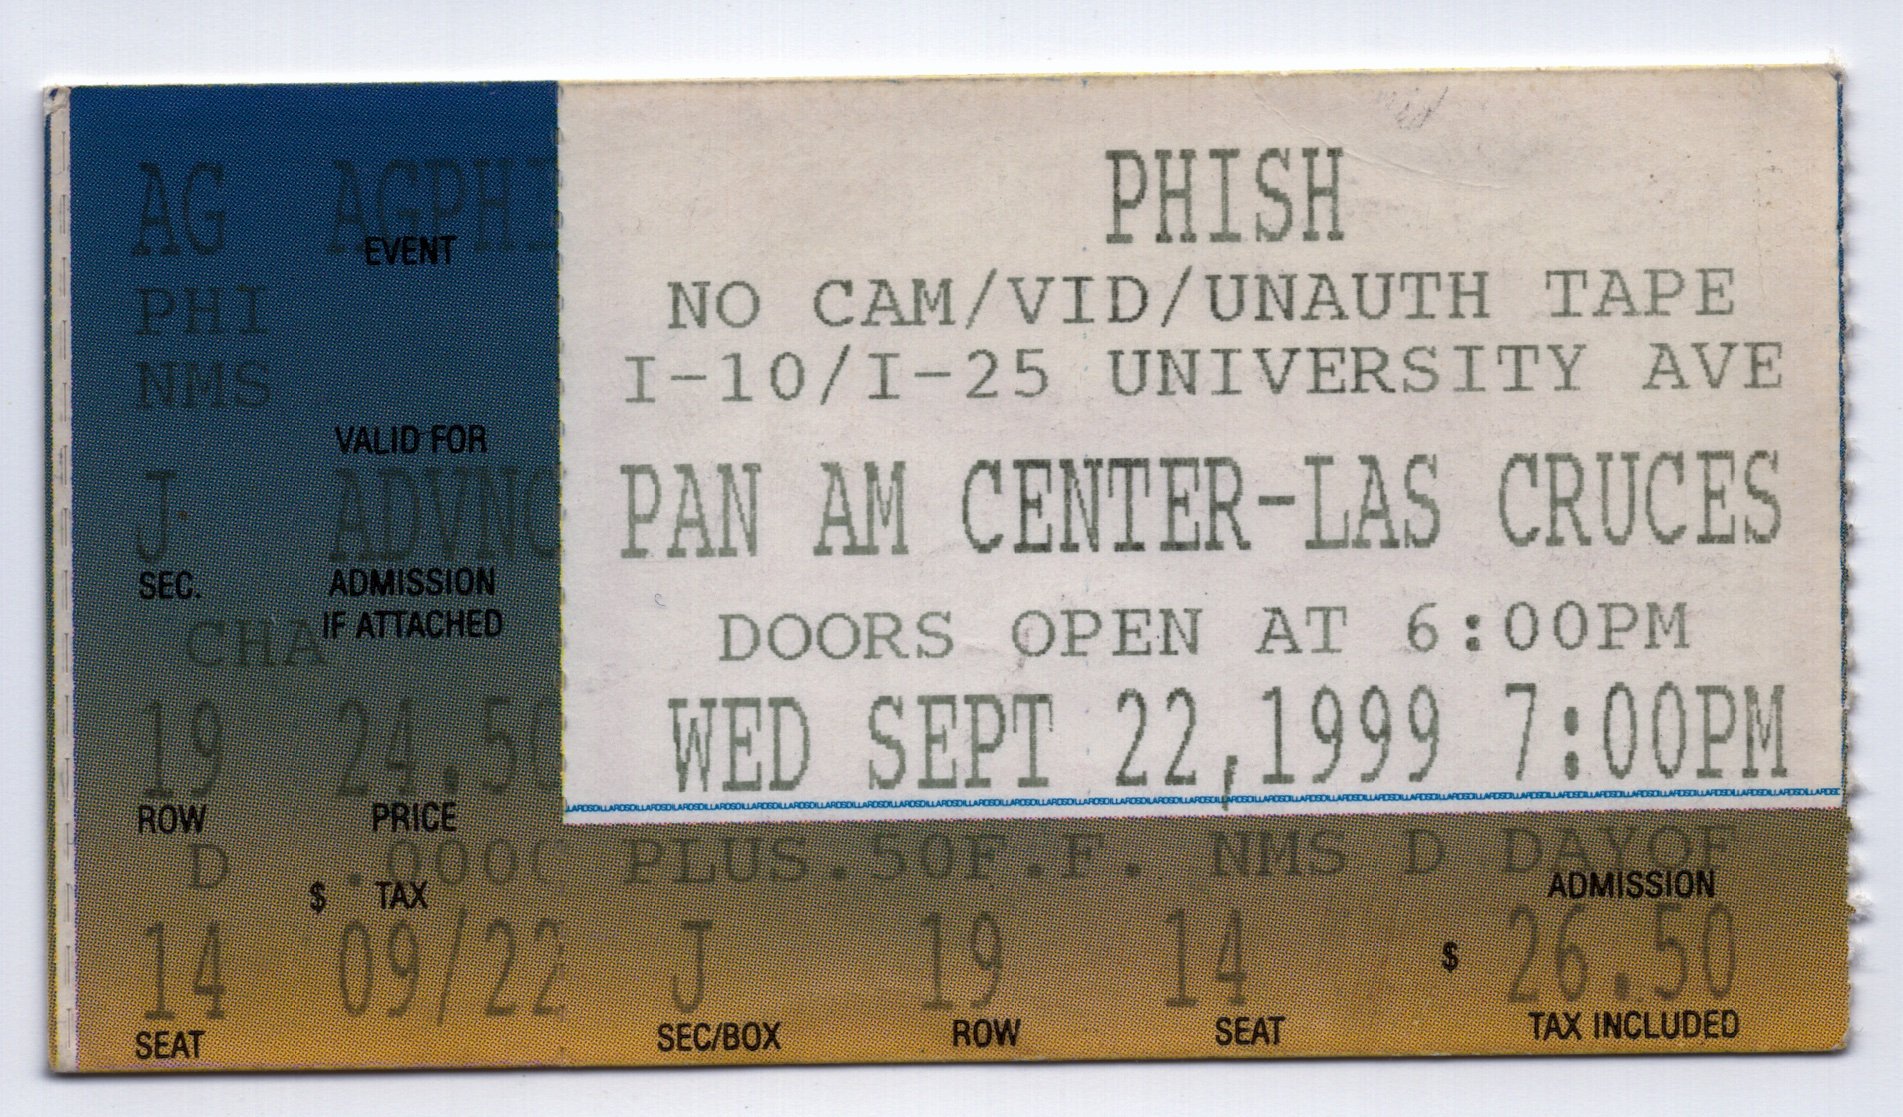 AG AGPHI
EVENT
PHI
NMS
VALID FOR
J ADVNC
SEC. ADMISSION
IF ATTACHED
CHA
19 24.50
ROW PRICE
D .0000
$ TAX
14 09/22
SEAT
PHISH
NO CAM/VID/UNAUTH TAPE
I-10/I-25 UNIVERSITY AVE
PAN AM CENTER-LAS CRUCES
DOORS OPEN AT 6:00PM
WED SEPT 22,1999 7:00PM
PLUS.50F.F. NMS D DAYOF
ADMISSION
J 19 14 $ 26.50
SEC/BOX ROW SEAT TAX INCLUDED